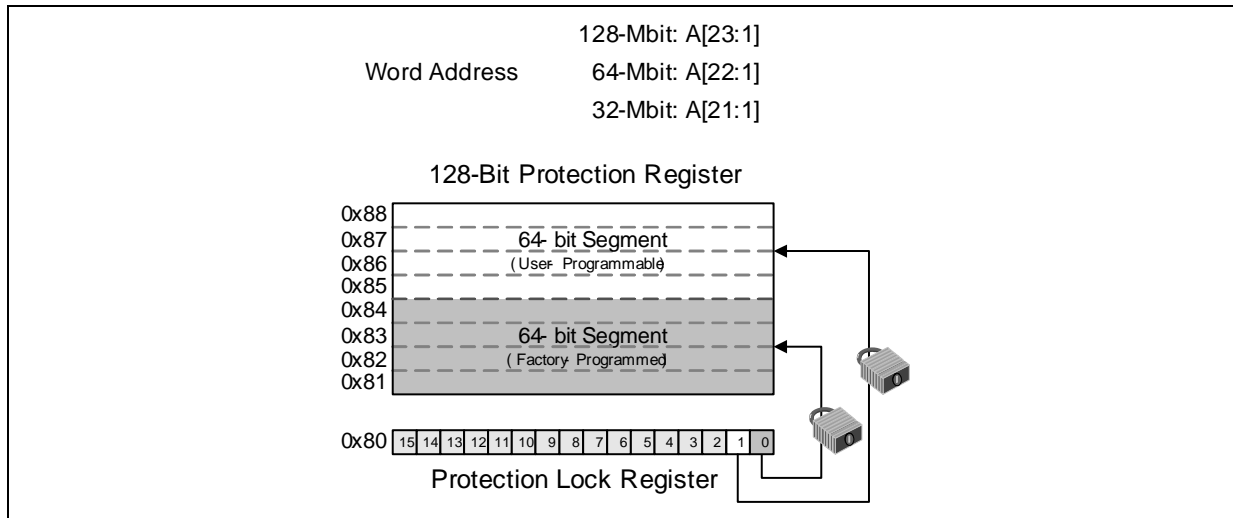 128-Mbit: A[23:1]
Word Address 64-Mbit: A[22:1]
32-Mbit: A[21:1]
128-Bit Protection Register
0x88
0x87 64- bit Segment
0x86 (User- Programmable)
0x85
0x84
0x83 64- bit Segment
0x82 (Factory- Programmed)
0x81
0x80 15 14 13 12 11 10 9 8 7 6 5 4 3 2 1 0
Protection Lock Register